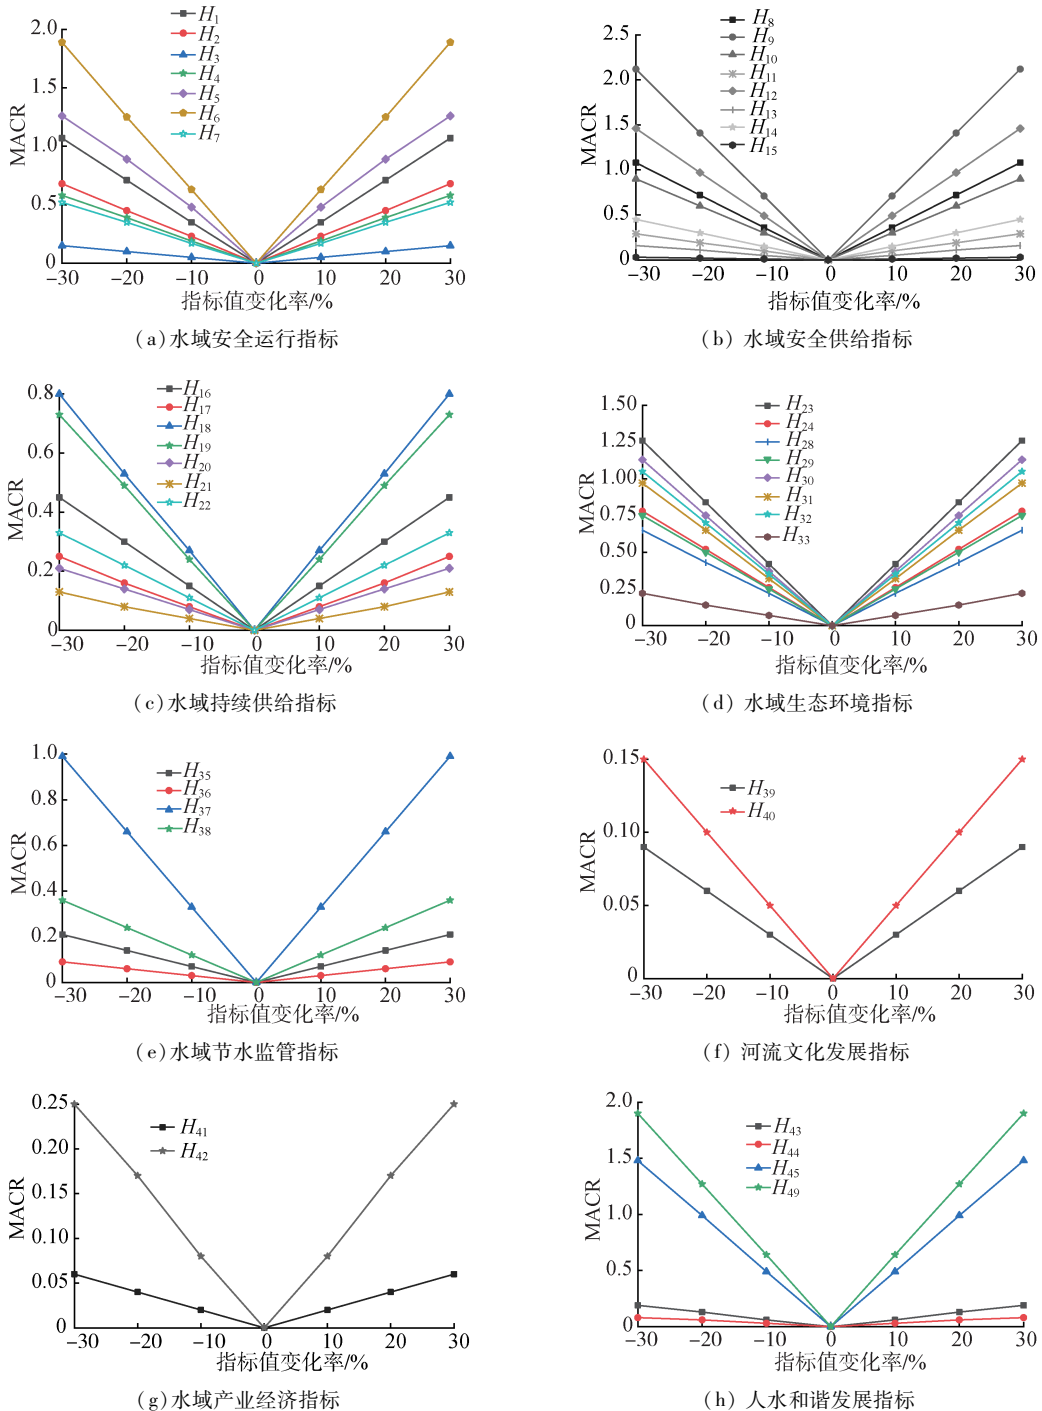 2.0
1.5
1.0
0.5
0
MACR
H1
H2
H3
H4
H5
H6
H7
−30 −20 −10 0 10 20 30
指标值变化率/%
(a)水域安全运行指标
2.5
2.0
1.5
1.0
0.5
0
MACR
H8
H9
H10
H11
H12
H13
H14
H15
−30 −20 −10 0 10 20 30
指标值变化率/%
(b) 水域安全供给指标
0.8
0.6
0.4
0.2
0
MACR
H16
H17
H18
H19
H20
H21
H22
−30 −20 −10 0 10 20 30
指标值变化率/%
(c)水域持续供给指标
1.50
1.25
1.00
0.75
0.50
0.25
0
MACR
H23
H24
H28
H29
H30
H31
H32
H33
−30 −20 −10 0 10 20 30
指标值变化率/%
(d) 水域生态环境指标
1.0
0.8
0.6
0.4
0.2
0
MACR
H35
H36
H37
H38
−30 −20 −10 0 10 20 30
指标值变化率/%
(e)水域节水监管指标
0.15
0.10
0.05
0
MACR
H39
H40
−30 −20 −10 0 10 20 30
指标值变化率/%
(f) 河流文化发展指标
0.25
0.20
0.15
0.10
0.05
0
MACR
H41
H42
−30 −20 −10 0 10 20 30
指标值变化率/%
(g)水域产业经济指标
2.0
1.5
1.0
0.5
0
MACR
H43
H44
H45
H49
−30 −20 −10 0 10 20 30
指标值变化率/%
(h) 人水和谐发展指标